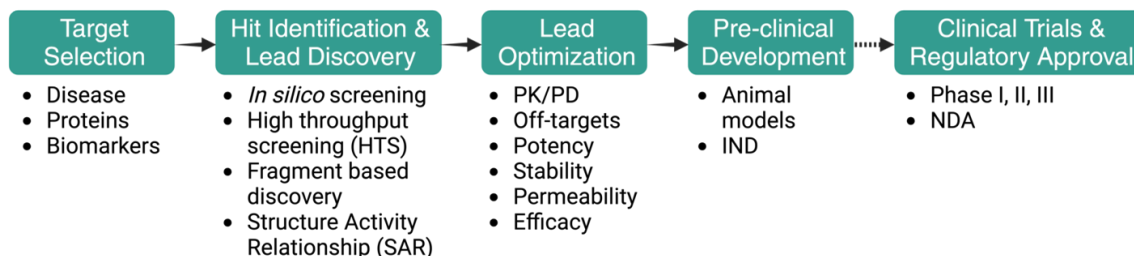 Target
Selection
• Disease
• Proteins
• Biomarkers
Hit Identification &
Lead Discovery
• In silico screening
• High throughput
screening (HTS)
• Fragment based
discovery
• Structure Activity
Relationship (SAR)
Lead
Optimization
• PK/PD
• Off-targets
• Potency
• Stability
• Permeability
• Efficacy
Pre-clinical
Development
• Animal
models
• IND
Clinical Trials &
Regulatory Approval
• Phase I, II, III
• NDA